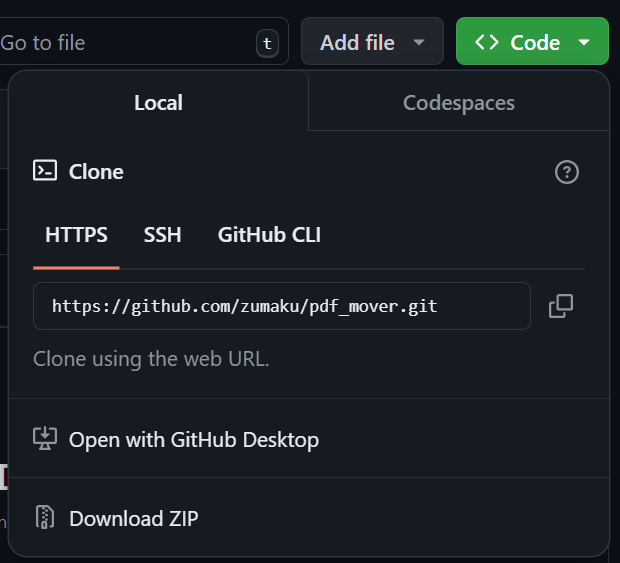 Go to file t Add file Code
Local Codespaces
Clone
HTTPS SSH GitHub CLI
https://github.com/zumaku/pdf_mover.git
Clone using the web URL.
Open with GitHub Desktop
Download ZIP